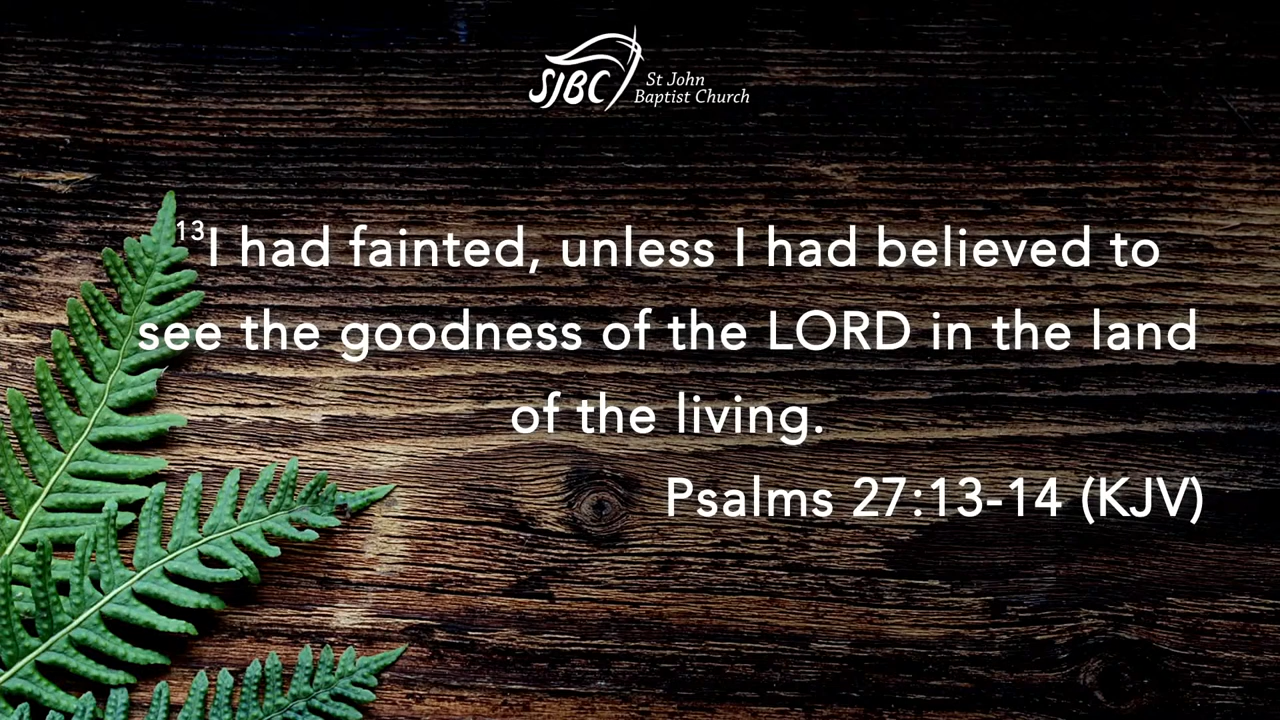 SJBC
St John
Baptist Church
¹³I had fainted, unless I had believed to
see the goodness of the LORD in the land
of the living.
Psalms 27:13-14 (KJV)